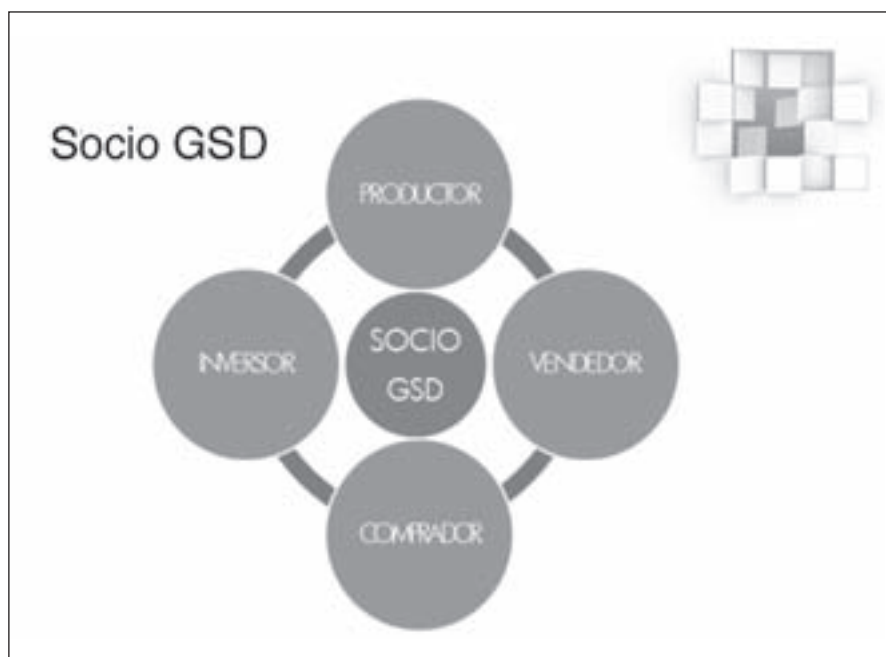 Socio GSD
PRODUCTOR
INVERSOR
SOCIO
GSD
VENDEDOR
COMPRADOR